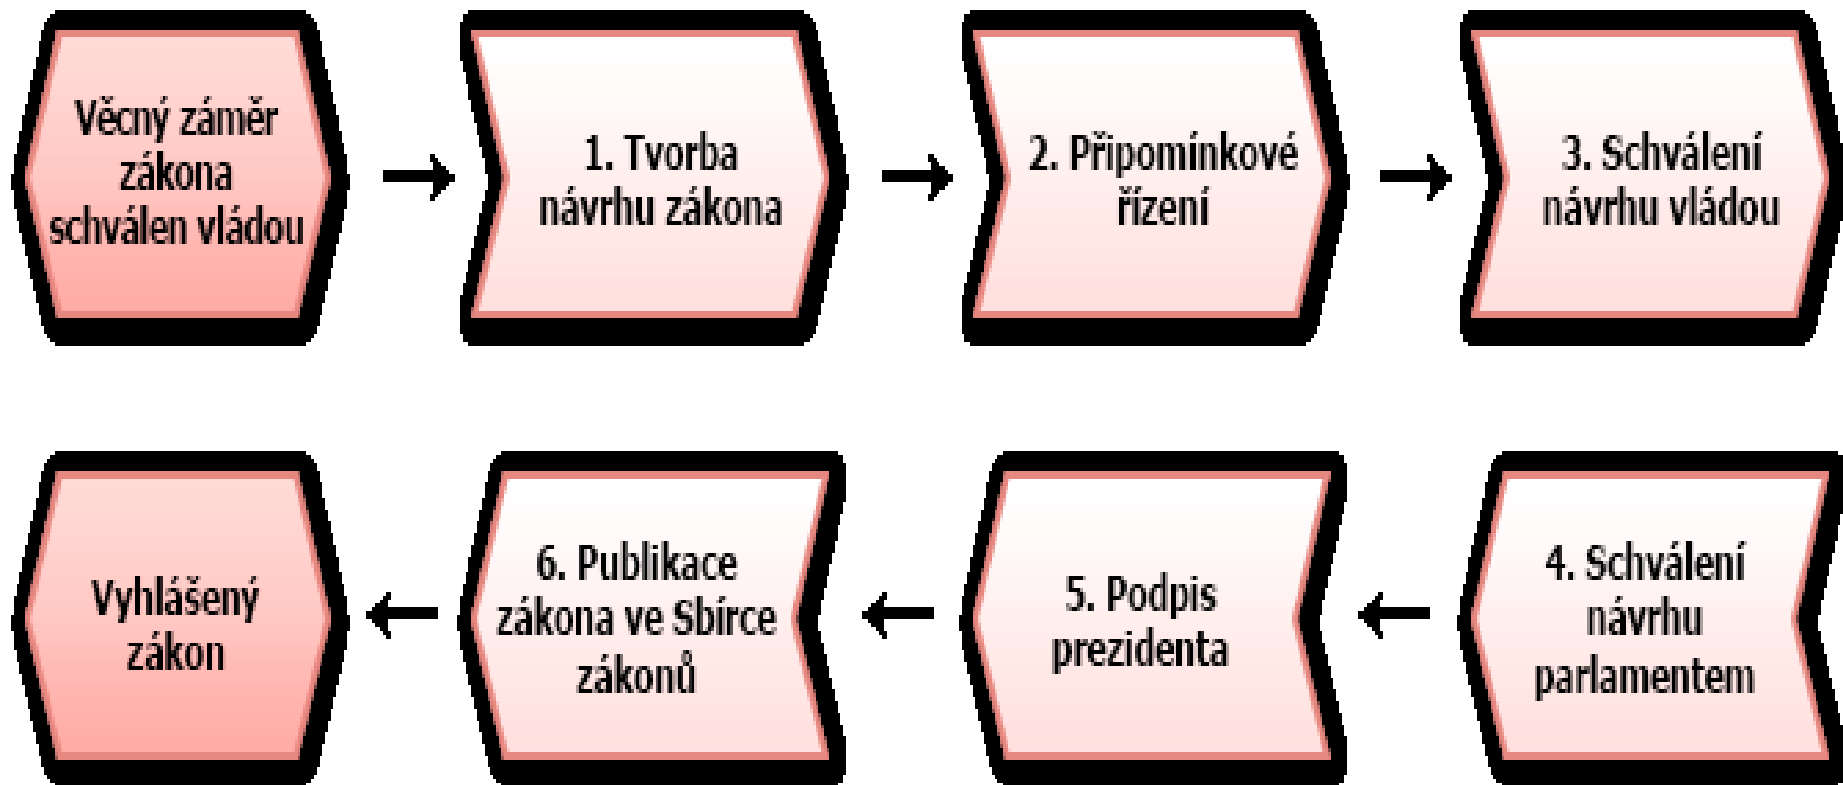 Věcný záměr
zákona
schválen vládou
1. Tvorba
návrhu zákona
2. Připomínkové
řízení
3. Schválení
návrhu vládou
4. Schválení
návrhu
parlamentem
5. Podpis
prezidenta
6. Publikace
zákona ve Sbírce
zákonů
Vyhlášený
zákon